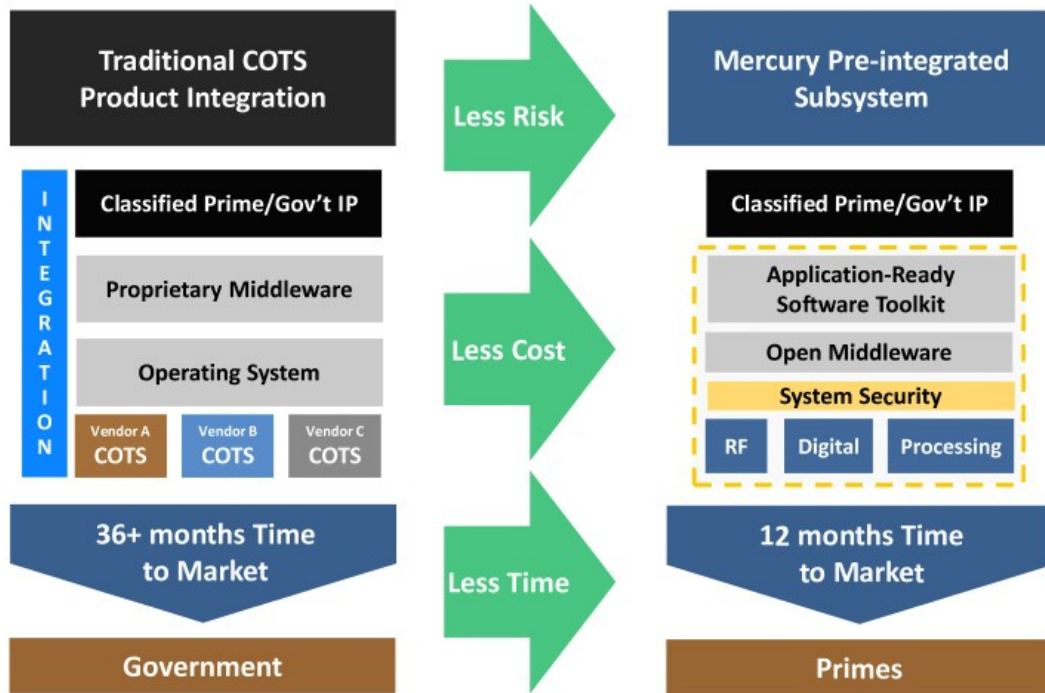 Traditional COTS
Product Integration
INTEGRATION
Classified Prime/Gov't IP
Proprietary Middleware
Operating System
Vendor A
COTS
Vendor B
COTS
Vendor C
COTS
36+ months Time
to Market
Government
Less Risk
Less Cost
Less Time
Mercury Pre-integrated
Subsystem
Classified Prime/Gov't IP
Application-Ready
Software Toolkit
Open Middleware
System Security
RF
Digital
Processing
12 months Time
to Market
Primes